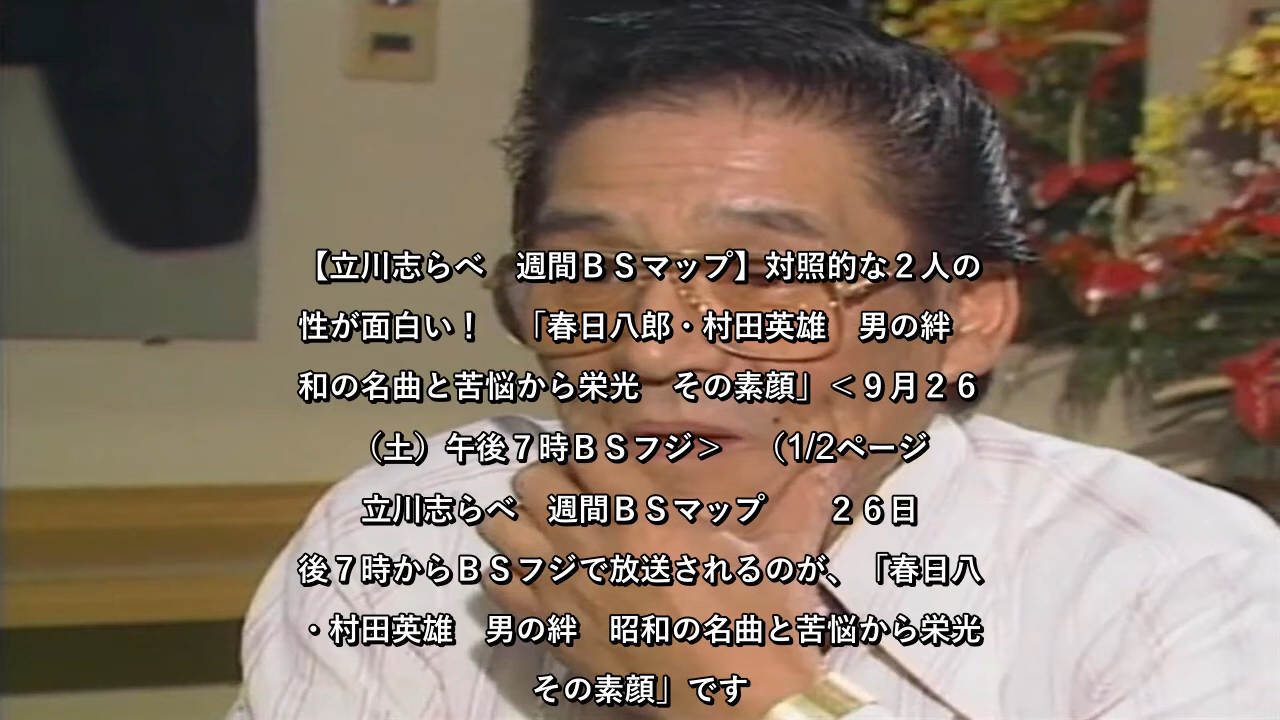 【立川志らべ　週間ＢＳマップ】対照的な２人の
性が面白い！　「春日八郎・村田英雄　男の絆
和の名曲と苦悩から栄光　その素顔」＜９月２６
（土）午後７時ＢＳフジ＞　（1/2ページ
立川志らべ　週間ＢＳマップ　　２６日
後７時からＢＳフジで放送されるのが、「春日八
・村田英雄　男の絆　昭和の名曲と苦悩から栄光
その素顔」です